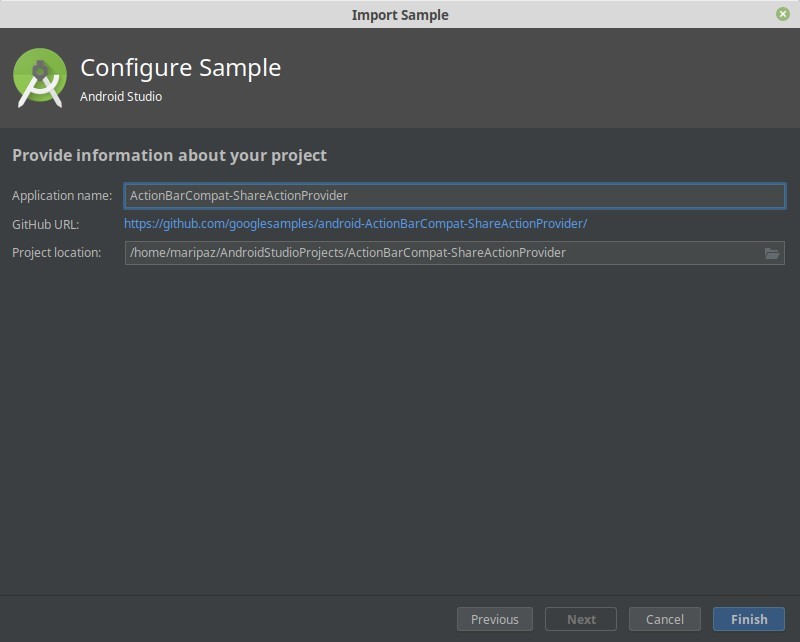 Import Sample
Configure Sample
Android Studio
Provide information about your project
Application name: ActionBarCompat-ShareActionProvider
GitHub URL: https://github.com/googlesamples/android-ActionBarCompat-ShareActionProvider/
Project location: /home/maripaz/AndroidStudioProjects/ActionBarCompat-ShareActionProvider
Previous Next Cancel Finish